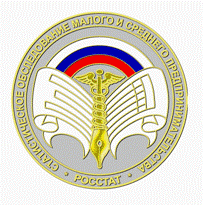 СТАТИСТИЧЕСКОЕ ОБСЛЕДОВАНИЕ МАЛОГО И СРЕДНЕГО ПРЕДПРИНИМАТЕЛЬСТВА
• РОССТАТ •